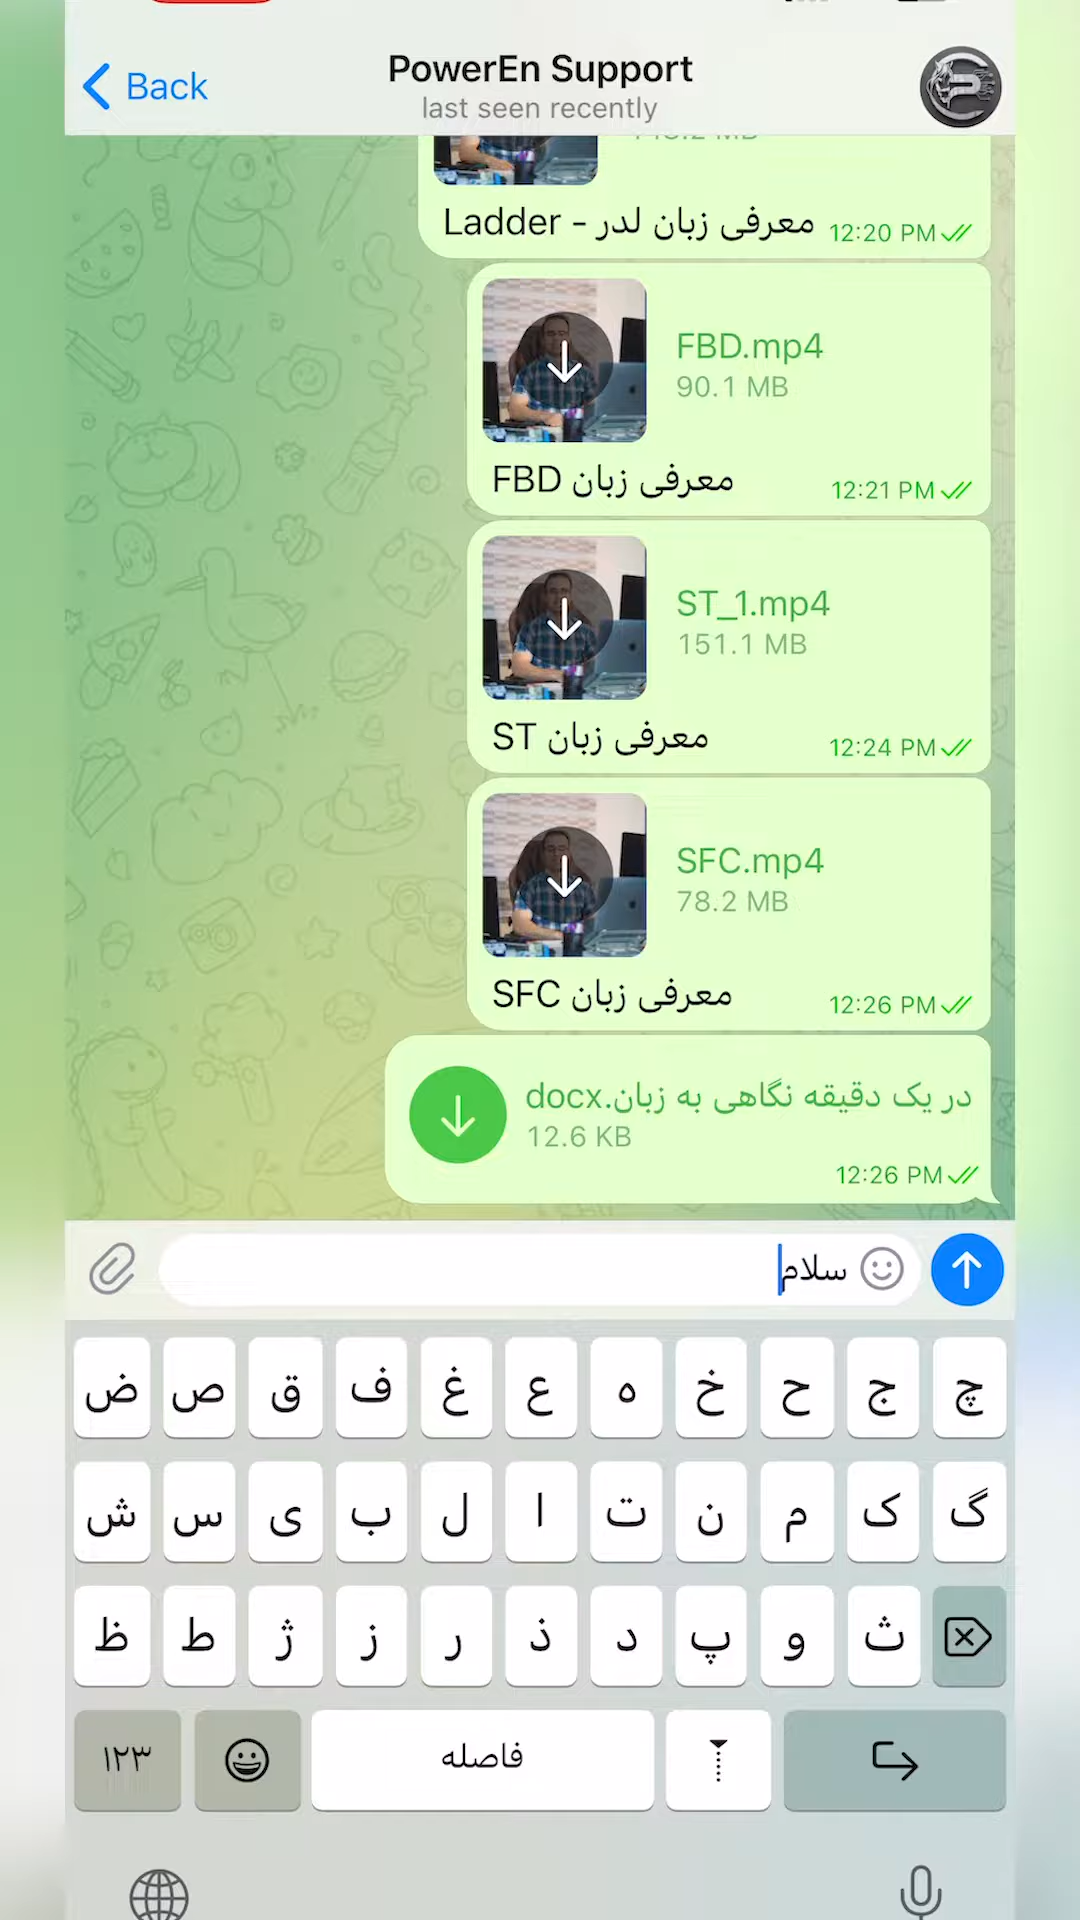 Back
PowerEn Support
last seen recently
معرفی زبان لدر - Ladder
12:20 PM
FBD.mp4
90.1 MB
معرفی زبان FBD
12:21 PM
ST_1.mp4
151.1 MB
معرفی زبان ST
12:24 PM
SFC.mp4
78.2 MB
معرفی زبان SFC
12:26 PM
در یک دقیقه نگاهی به زبان.docx
12.6 KB
12:26 PM
سلام
ض ص ق ف غ ع ه خ ح ج چ
ش س ی ب ل ا ت ن م ک گ
ظ ط ژ ز ر ذ د پ و ث
۱۲۳
فاصله